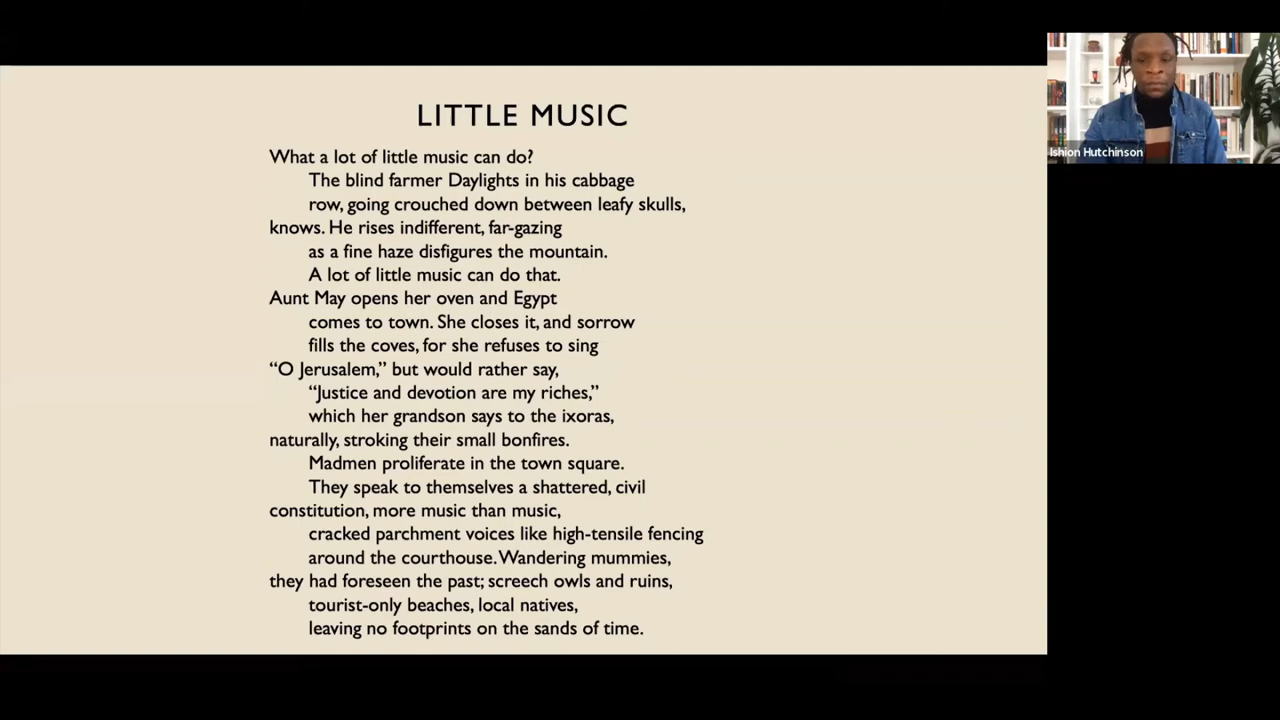 LITTLE MUSIC
What a lot of little music can do?
The blind farmer Daylights in his cabbage
row, going crouched down between leafy skulls,
knows. He rises indifferent, far-gazing
as a fine haze disfigures the mountain.
A lot of little music can do that.
Aunt May opens her oven and Egypt
comes to town. She closes it, and sorrow
fills the coves, for she refuses to sing
“O Jerusalem,” but would rather say,
“Justice and devotion are my riches,”
which her grandson says to the ixoras,
naturally, stroking their small bonfires.
Madmen proliferate in the town square.
They speak to themselves a shattered, civil
constitution, more music than music,
cracked parchment voices like high-tensile fencing
around the courthouse. Wandering mummies,
they had foreseen the past; screech owls and ruins,
tourist-only beaches, local natives,
leaving no footprints on the sands of time.
Ishion Hutchinson